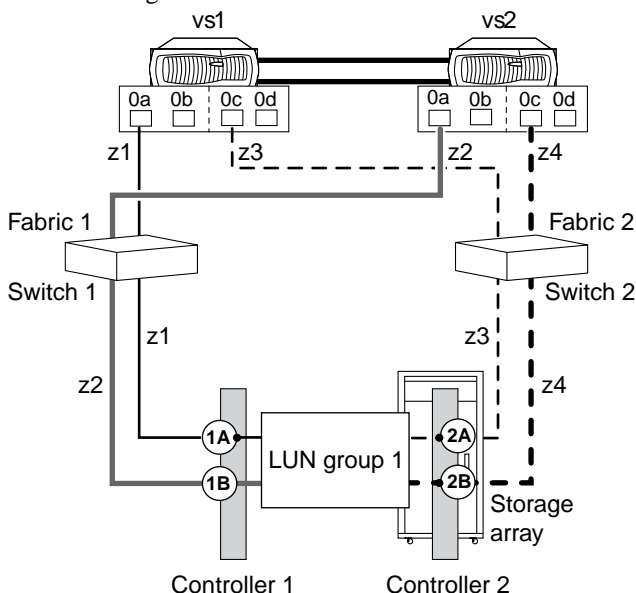 vs1 vs2
0a 0b 0c 0d 0a 0b 0c 0d
z1 z3 z2 z4
Fabric 1 Fabric 2
Switch 1 Switch 2
z1 z3
z2 z4
1A LUN group 1 2A
1B 2B
Storage
array
Controller 1 Controller 2